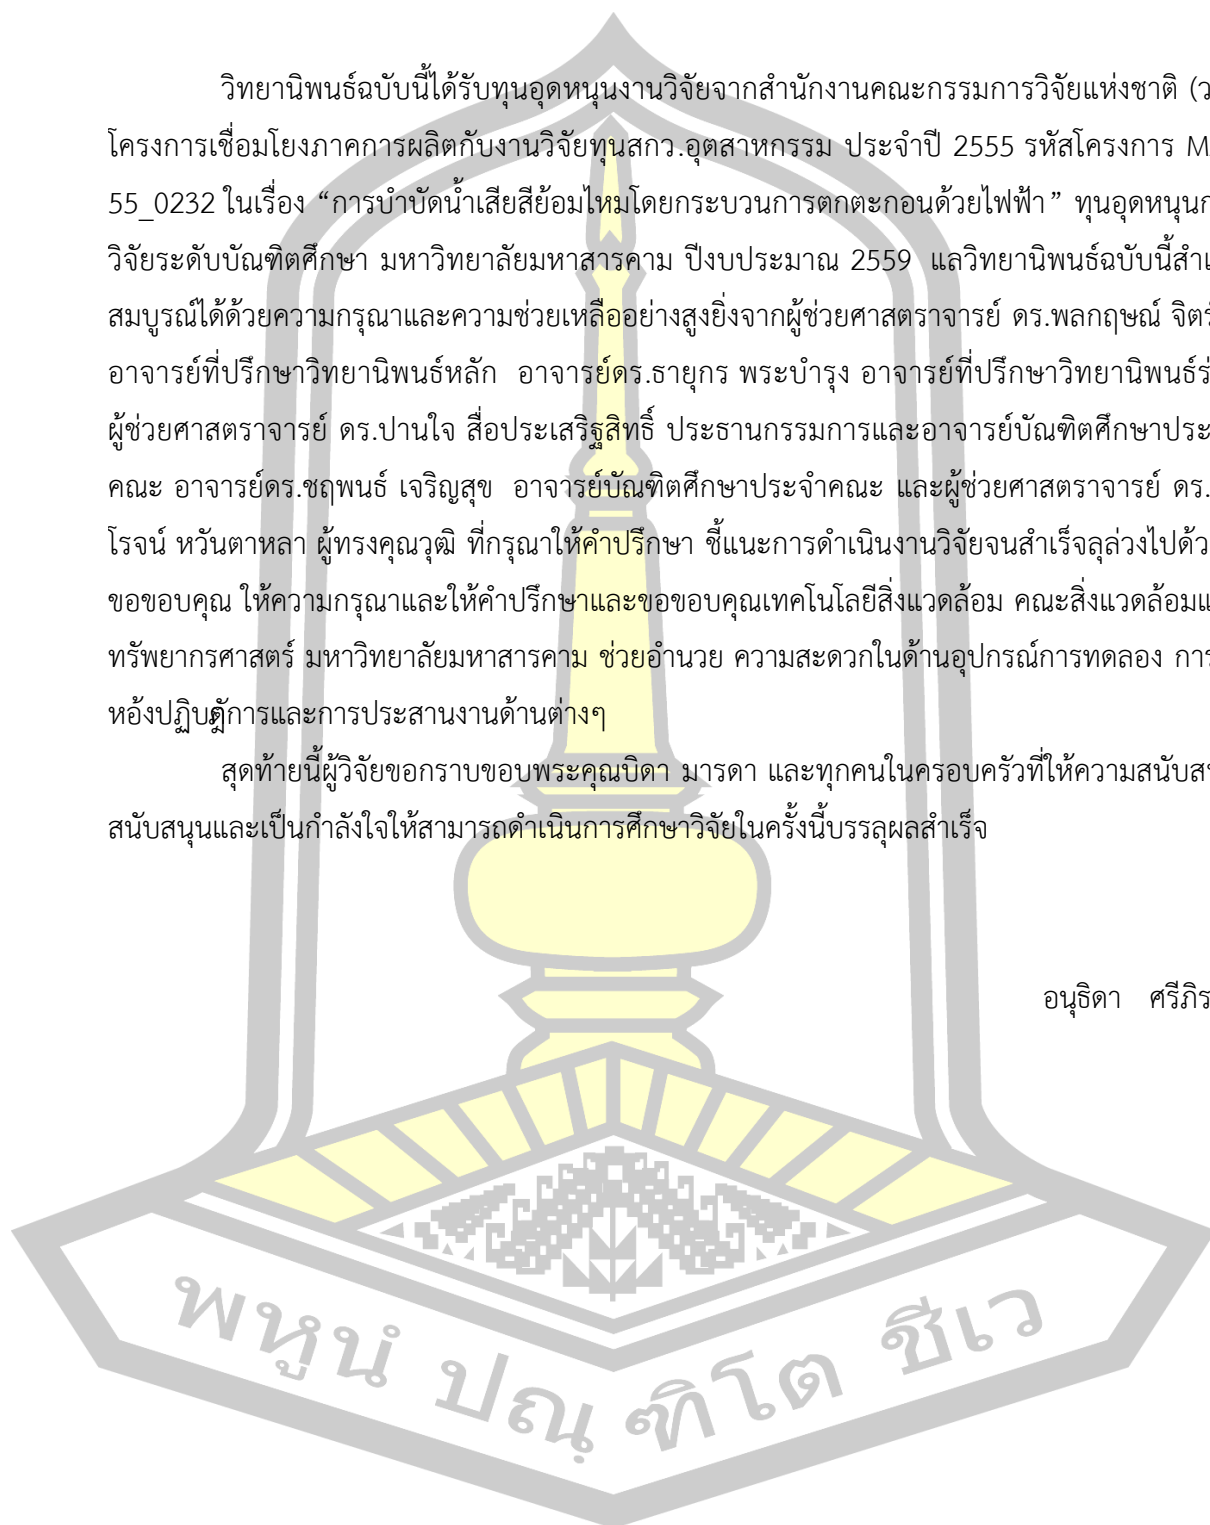 วิทยานิพนธ์ฉบับนี้ได้รับทุนอุดหนุนงานวิจัยจากสำนักงานคณะกรรมการวิจัยแห่งชาติ (ว
โครงการเชื่อมโยงภาคการผลิตกับงานวิจัยทุนสกว.อุตสาหกรรม ประจำปี 2555 รหัสโครงการ M
55_0232 ในเรื่อง “การบำบัดน้ำเสียสีย้อมไหมโดยกระบวนการตกตะกอนด้วยไฟฟ้า” ทุนอุดหนุนก
วิจัยระดับบัณฑิตศึกษา มหาวิทยาลัยมหาสารคาม ปีงบประมาณ 2559 แลวิทยานิพนธ์ฉบับนี้สำเ
สมบูรณ์ได้ด้วยความกรุณาและความช่วยเหลืออย่างสูงยิ่งจากผู้ช่วยศาสตราจารย์ ดร.พลกฤษณ์ จิตร์
อาจารย์ที่ปรึกษาวิทยานิพนธ์หลัก อาจารย์ดร.ธายุกร พระบำรุง อาจารย์ที่ปรึกษาวิทยานิพนธ์ร่
ผู้ช่วยศาสตราจารย์ ดร.ปานใจ สื่อประเสริฐสิทธิ์ ประธานกรรมการและอาจารย์บัณฑิตศึกษาประ
คณะ อาจารย์ดร.ชฤพนธ์ เจริญสุข อาจารย์บัณฑิตศึกษาประจำคณะ และผู้ช่วยศาสตราจารย์ ดร.
โรจน์ หวันตาหลา ผู้ทรงคุณวุฒิ ที่กรุณาให้คำปรึกษา ชี้แนะการดำเนินงานวิจัยจนสำเร็จลุล่วงไปด้ว
ขอขอบคุณ ให้ความกรุณาและให้คำปรึกษาและขอขอบคุณเทคโนโลยีสิ่งแวดล้อม คณะสิ่งแวดล้อมแ
ทรัพยากรศาสตร์ มหาวิทยาลัยมหาสารคาม ช่วยอำนวย ความสะดวกในด้านอุปกรณ์การทดลอง การ
หอ้งปฏิบัฎิการและการประสานงานด้านต่างๆ
สุดท้ายนี้ผู้วิจัยขอกราบขอบพระคุณบิดา มารดา และทุกคนในครอบครัวที่ให้ความสนับส
สนับสนุนและเป็นกำลังใจให้สามารถดำเนินการศึกษาวิจัยในครั้งนี้บรรลุผลสำเร็จ
อนุธิดา ศรีภิร
พหูนํ ปณฺฑิโต ชีเว